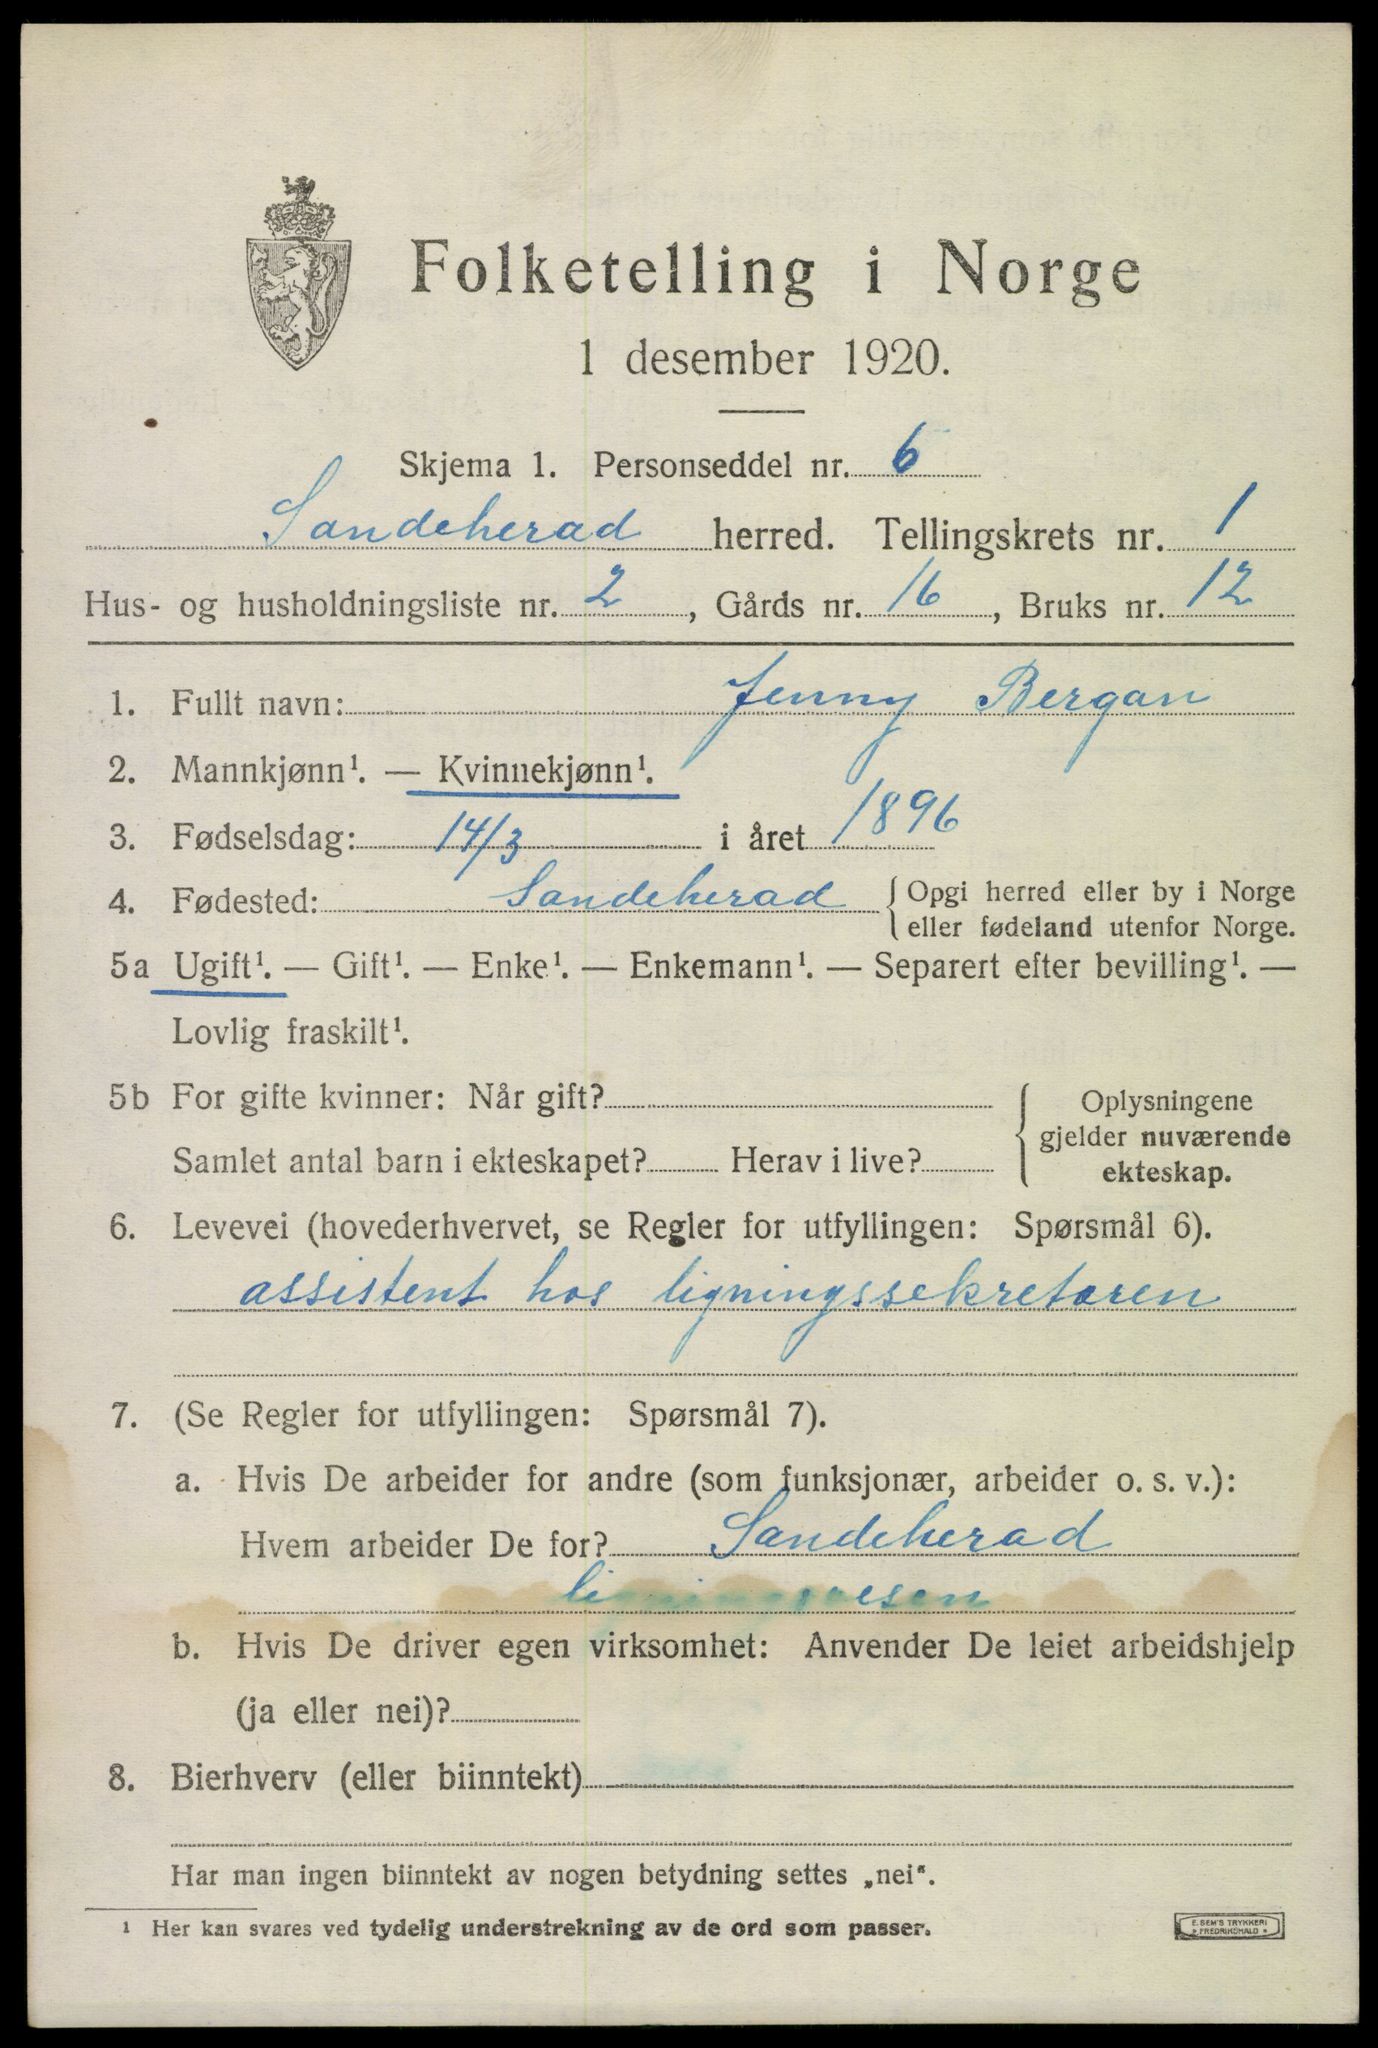 Folketelling i Norge
1 desember 1920.
Skjema 1. Personseddel nr. 6
Sandeherad herred. Tellingskrets nr. 1
Hus- og husholdningsliste nr. 2, Gårds nr. 16, Bruks nr. 12
1. Fullt navn: Jenny Bergan
2. Mannkjønn¹. — Kvinnekjønn¹.
3. Fødselsdag: 14/3 i året 1896
4. Fødested: Sandeherad { Opgi herred eller by i Norge
eller fødeland utenfor Norge.
5a Ugift¹. — Gift¹. — Enke¹. — Enkemann¹. — Separert efter bevilling¹. —
Lovlig fraskilt¹.
5b For gifte kvinner: Når gift?
Samlet antal barn i ekteskapet? Herav i live?
{ Oplysningene
gjelder nuværende
ekteskap.
6. Levevei (hovederhvervet, se Regler for utfyllingen: Spørsmål 6).
assistent hos ligningssekretæren
7. (Se Regler for utfyllingen: Spørsmål 7).
a. Hvis De arbeider for andre (som funksjonær, arbeider o. s. v.):
Hvem arbeider De for? Sandeherad
ligningsvesen
b. Hvis De driver egen virksomhet: Anvender De leiet arbeidshjelp
(ja eller nei)?
8. Bierhverv (eller biinntekt)
Har man ingen biinntekt av nogen betydning settes „nei“.
¹ Her kan svares ved tydelig understrekning av de ord som passer.
E. SEM'S TRYKKERI
* FREDRIKSHALD *